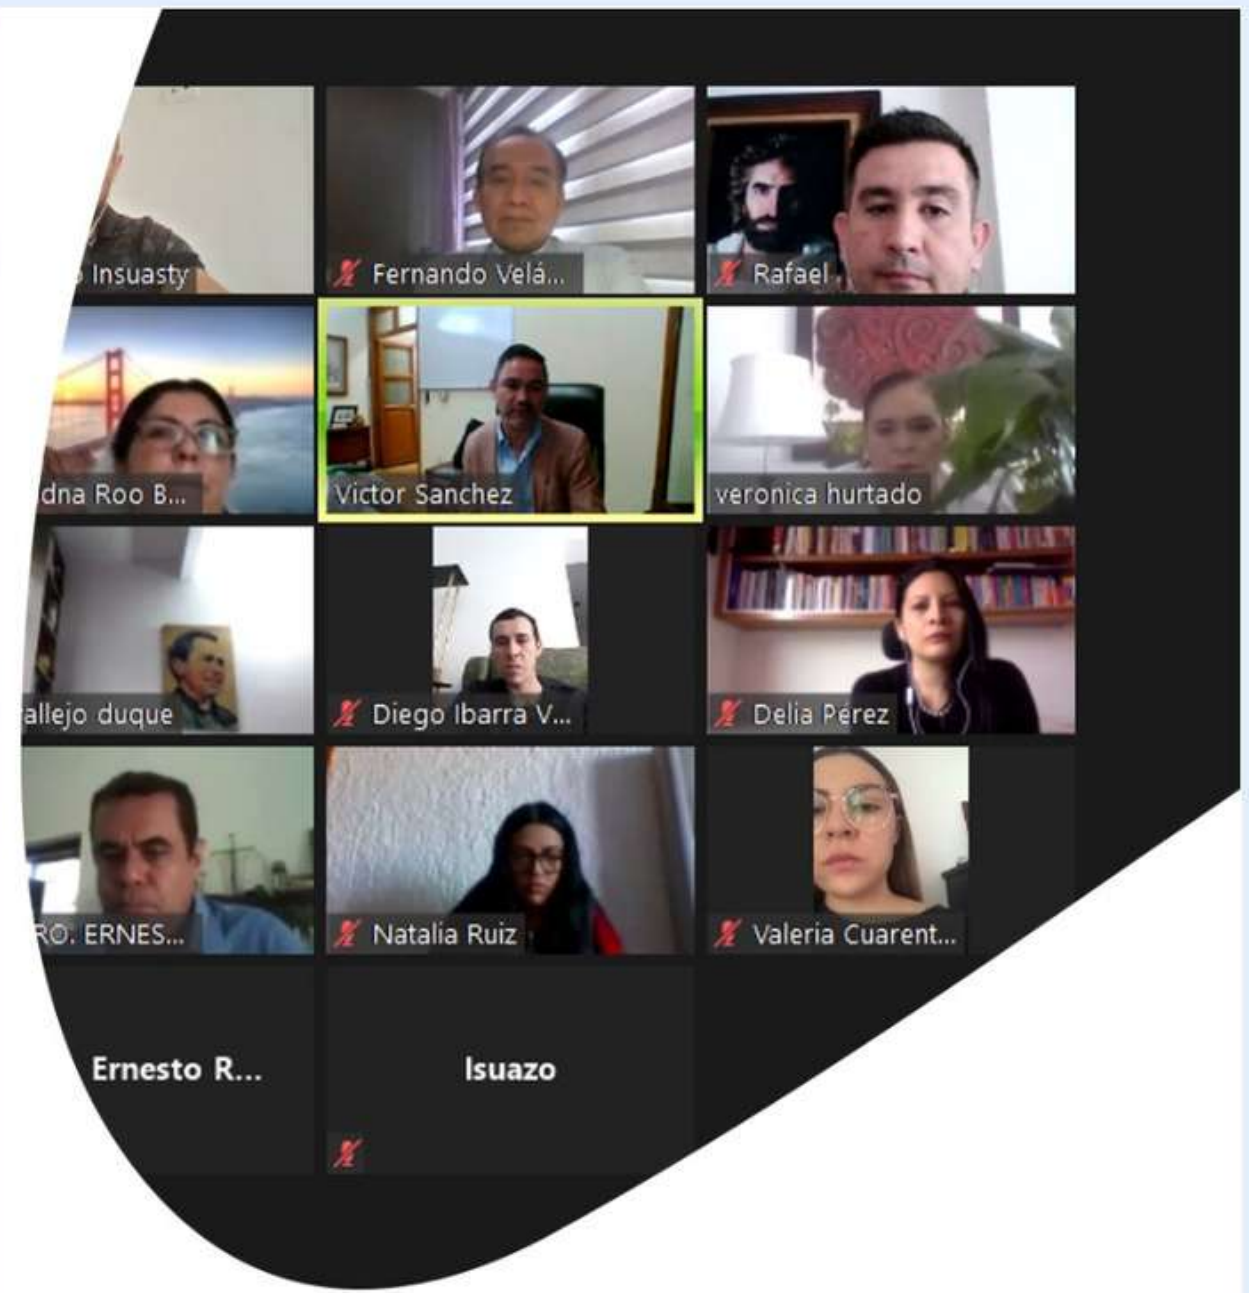 Insuasty
Fernando Velá...
Rafael
dna Roo B...
Victor Sanchez
veronica hurtado
allejo duque
Diego Ibarra V...
Delia Pérez
RO. ERNES...
Natalia Ruiz
Valeria Cuarent...
Ernesto R...
Isuazo